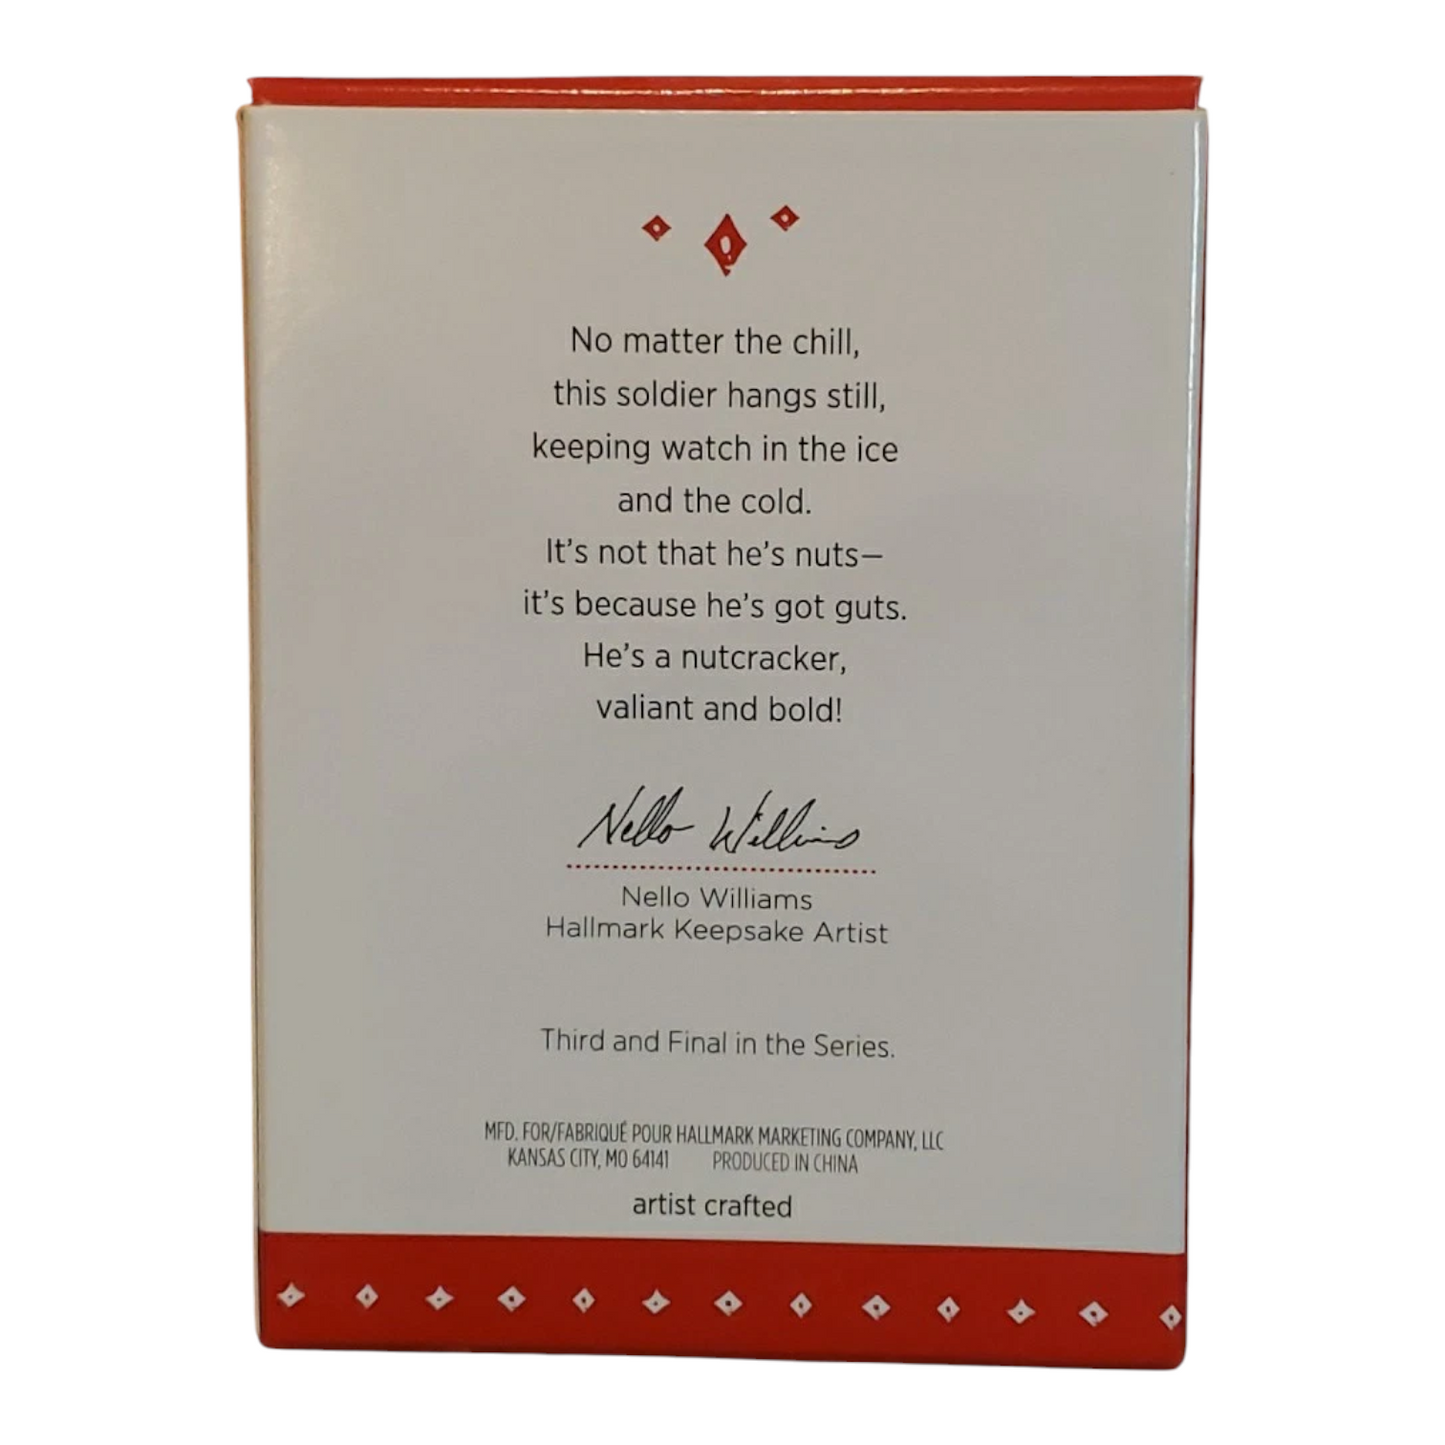 No matter the chill,
this soldier hangs still,
keeping watch in the ice
and the cold.
It's not that he's nuts—
it's because he's got guts.
He's a nutcracker,
valiant and bold!
Nello Williams
Nello Williams
Hallmark Keepsake Artist
Third and Final in the Series.
MFD. FOR/FABRIQUÉ POUR HALLMARK MARKETING COMPANY, LLC
KANSAS CITY, MO 64141 PRODUCED IN CHINA
artist crafted